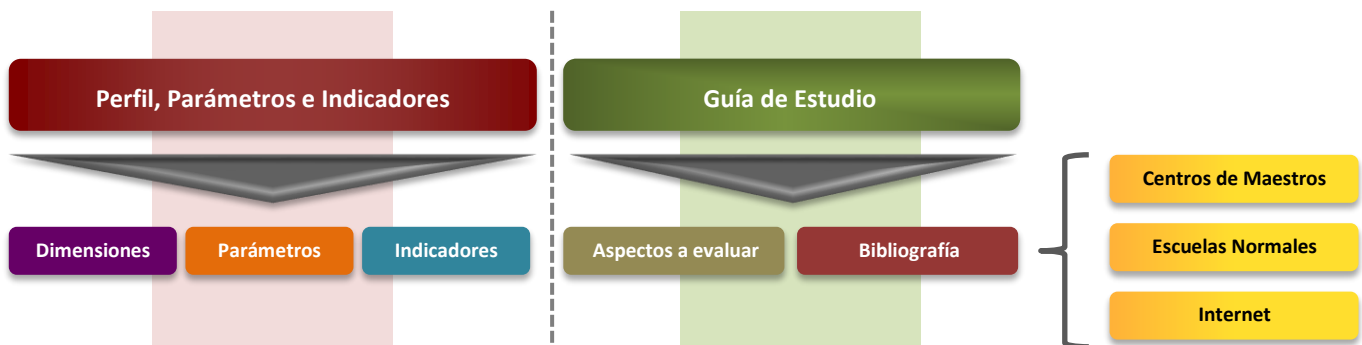 Perfil, Parámetros e Indicadores
Guía de Estudio
Dimensiones
Parámetros
Indicadores
Aspectos a evaluar
Bibliografía
Centros de Maestros
Escuelas Normales
Internet